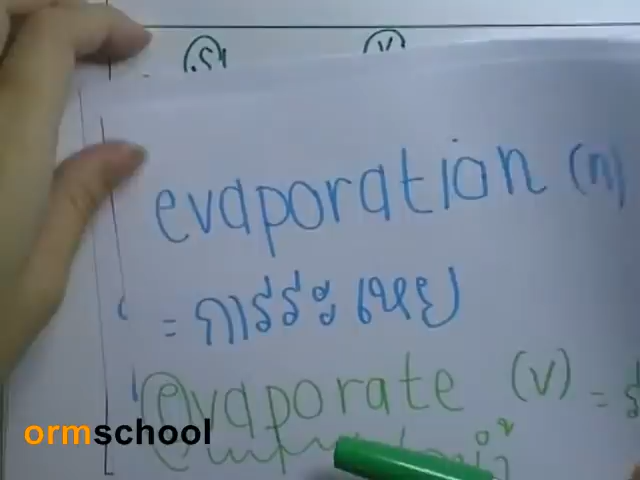 evaporation (n)
= การระเหย
evaporate (v) =
ormschool